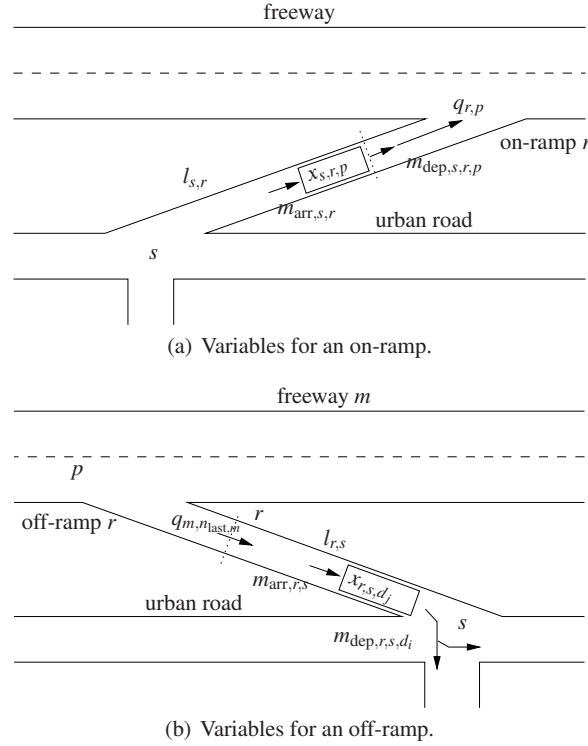 freeway
q_{r,p}
on-ramp r
l_{s,r}
x_{s,r,p}
m_{dep,s,r,p}
m_{arr,s,r}
urban road
s
(a) Variables for an on-ramp.
freeway m
p
off-ramp r
q_{m,n_{last,m}}
r
l_{r,s}
m_{arr,r,s}
x_{r,s,d_j}
urban road
m_{dep,r,s,d_i}
s
(b) Variables for an off-ramp.